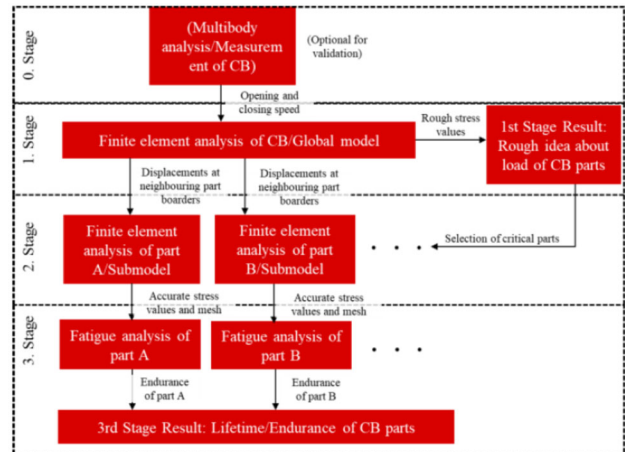 0. Stage
(Multibody
analysis/Measurem
ent of CB)
(Optional for
validation)
Opening and
closing speed
1. Stage
Finite element analysis of CB/Global model
Rough stress
values
1st Stage Result:
Rough idea about
load of CB parts
Displacements at
neighbouring part
boarders
Displacements at
neighbouring part
boarders
2. Stage
Finite element
analysis of part
A/Submodel
Finite element
analysis of part
B/Submodel
. . .
Selection of critical parts
Accurate stress
values and mesh
Accurate stress
values and mesh
3. Stage
Fatigue analysis of
part A
Fatigue analysis of
part B
. . .
Endurance
of part A
Endurance
of part B
3rd Stage Result: Lifetime/Endurance of CB parts